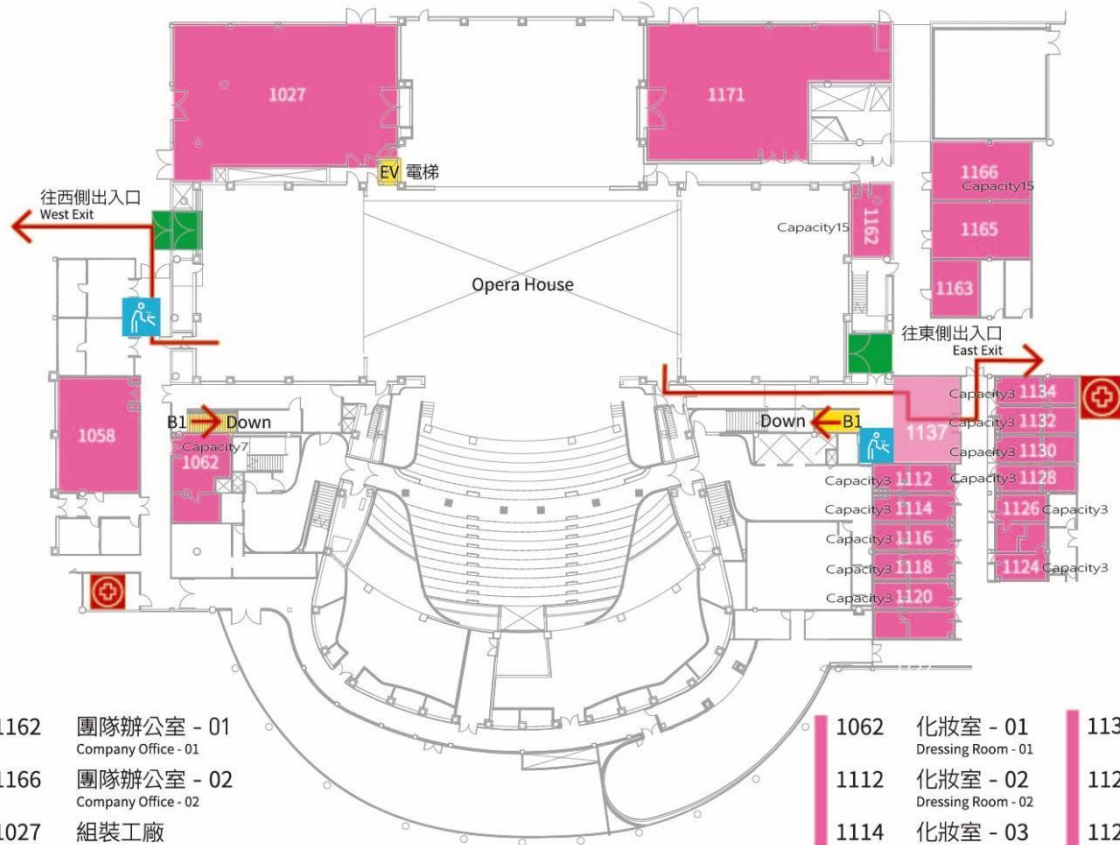 1027
1171
EV 電梯
1166
Capacity15
往西側出入口
West Exit
Capacity15
1162
1165
Opera House
1163
往東側出入口
East Exit
1058
B1
Down
Capacity7
1062
Down
B1
1137
Capacity3 1134
Capacity3 1132
Capacity3 1130
Capacity3 1128
Capacity3 1112
Capacity3 1114
1126 Capacity3
Capacity3 1116
Capacity3 1118
1124 Capacity3
Capacity3 1120
1162 團隊辦公室 - 01
Company Office - 01
1166 團隊辦公室 - 02
Company Office - 02
1027 組裝工廠
1062 化妝室 - 01
Dressing Room - 01
1112 化妝室 - 02
Dressing Room - 02
1114 化妝室 - 03
113
112
112